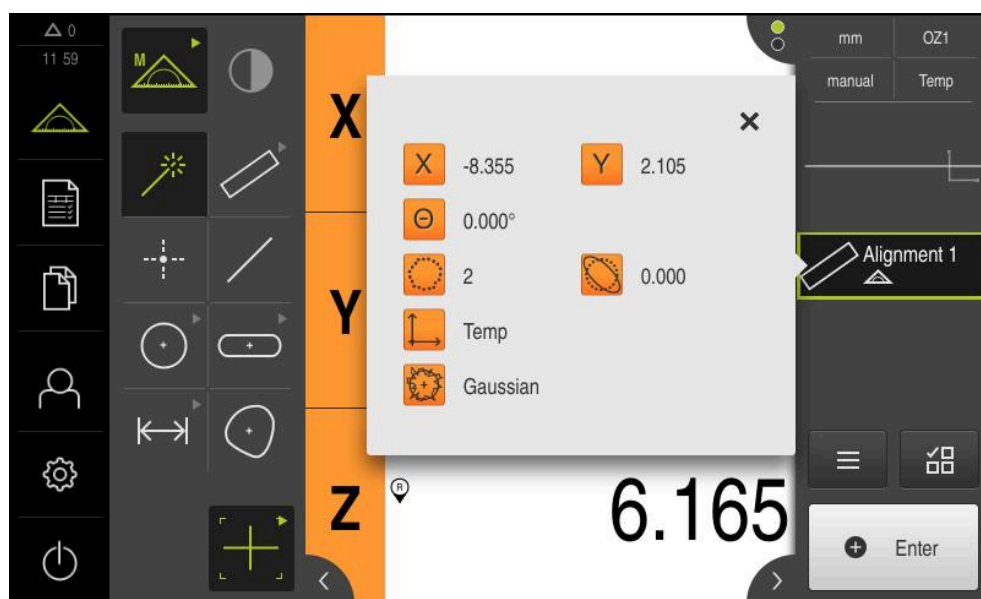 0
11 59
M
X
Y
Z
R
6.165
X -8.355 Y 2.105
Θ 0.000°
2 0.000
Temp
Gaussian
mm OZ1
manual Temp
Alignment 1
Enter